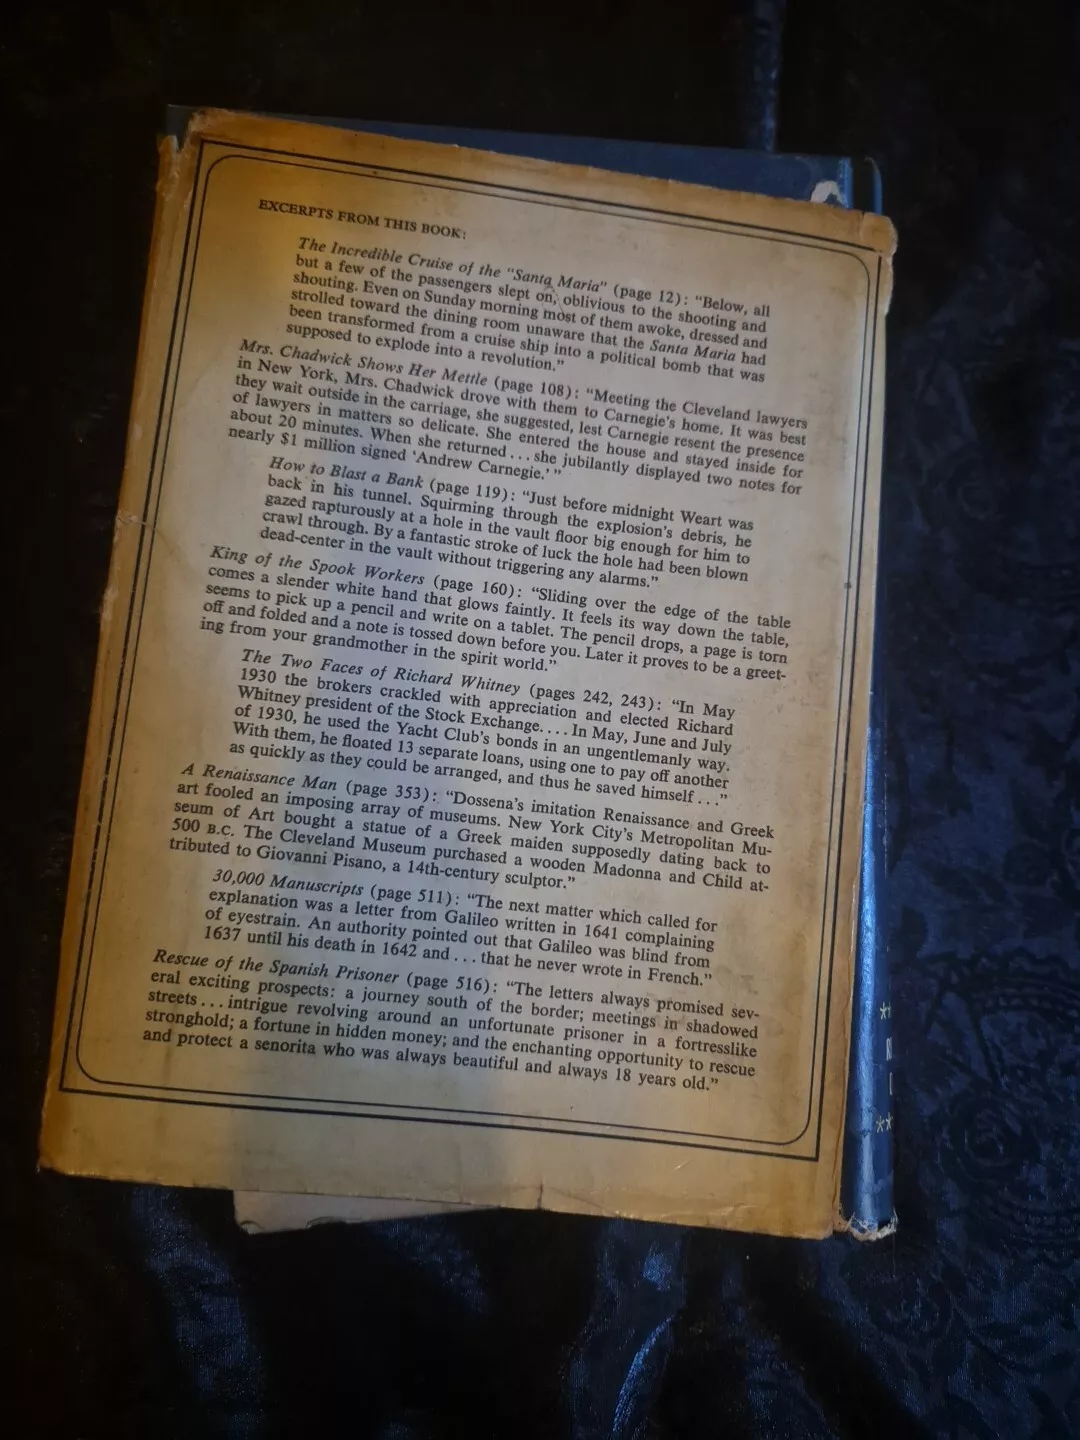 EXCERPTS FROM THIS BOOK:
The Incredible Cruise of the "Santa Maria" (page 12): "Below, all
but a few of the passengers slept on, oblivious to the shooting and
shouting. Even on Sunday morning most of them awoke, dressed and
strolled toward the dining room unaware that the Santa Maria had
been transformed from a cruise ship into a political bomb that was
supposed to explode into a revolution."
Mrs. Chadwick Shows Her Mettle (page 108): "Meeting the Cleveland lawyers
in New York, Mrs. Chadwick drove with them to Carnegie's home. It was best
they wait outside in the carriage, she suggested, lest Carnegie resent the presence
of lawyers in matters so delicate. She entered the house and stayed inside for
about 20 minutes. When she returned ... she jubilantly displayed two notes for
nearly $1 million signed 'Andrew Carnegie.' "
How to Blast a Bank (page 119): "Just before midnight Weart was
back in his tunnel. Squirming through the explosion's debris, he
gazed rapturously at a hole in the vault floor big enough for him to
crawl through. By a fantastic stroke of luck the hole had been blown
dead-center in the vault without triggering any alarms."
King of the Spook Workers (page 160): "Sliding over the edge of the table
comes a slender white hand that glows faintly. It feels its way down the table,
seems to pick up a pencil and write on a tablet. The pencil drops, a page is torn
off and folded and a note is tossed down before you. Later it proves to be a greet-
ing from your grandmother in the spirit world."
The Two Faces of Richard Whitney (pages 242, 243): "In May
1930 the brokers crackled with appreciation and elected Richard
Whitney president of the Stock Exchange. ... In May, June and July
of 1930, he used the Yacht Club's bonds in an ungentlemanly way.
With them, he floated 13 separate loans, using one to pay off another
as quickly as they could be arranged, and thus he saved himself ..."
A Renaissance Man (page 353): "Dossena's imitation Renaissance and Greek
art fooled an imposing array of museums. New York City's Metropolitan Mu-
seum of Art bought a statue of a Greek maiden supposedly dating back to
500 B.C. The Cleveland Museum purchased a wooden Madonna and Child at-
tributed to Giovanni Pisano, a 14th-century sculptor."
30,000 Manuscripts (page 511): "The next matter which called for
explanation was a letter from Galileo written in 1641 complaining
of eyestrain. An authority pointed out that Galileo was blind from
1637 until his death in 1642 and ... that he never wrote in French."
Rescue of the Spanish Prisoner (page 516): "The letters always promised sev-
eral exciting prospects: a journey south of the border; meetings in shadowed
streets ... intrigue revolving around an unfortunate prisoner in a fortresslike
stronghold; a fortune in hidden money; and the enchanting opportunity to rescue
and protect a senorita who was always beautiful and always 18 years old."